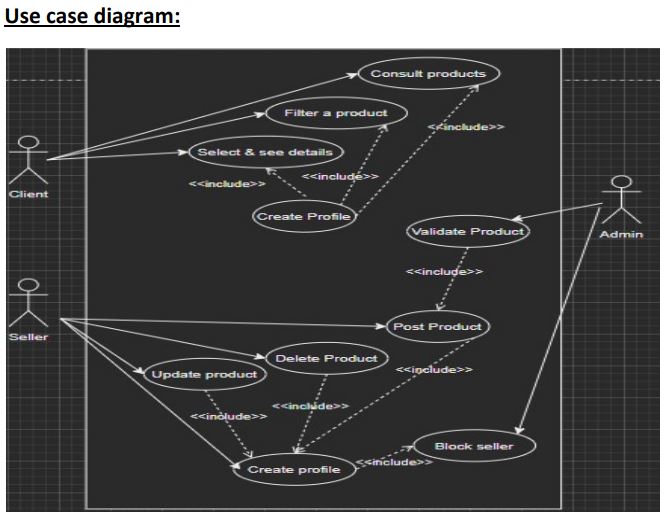 Use case diagram:
Consult products
Filter a product
<<include>>
Select & see details
<<include>>
<<include>>
Client
Create Profile
Validate Product
Admin
<<include>>
Post Product
Seller
Delete Product
Update product
<<include>>
<<include>>
<<include>>
Block seller
Create profile
<<include>>